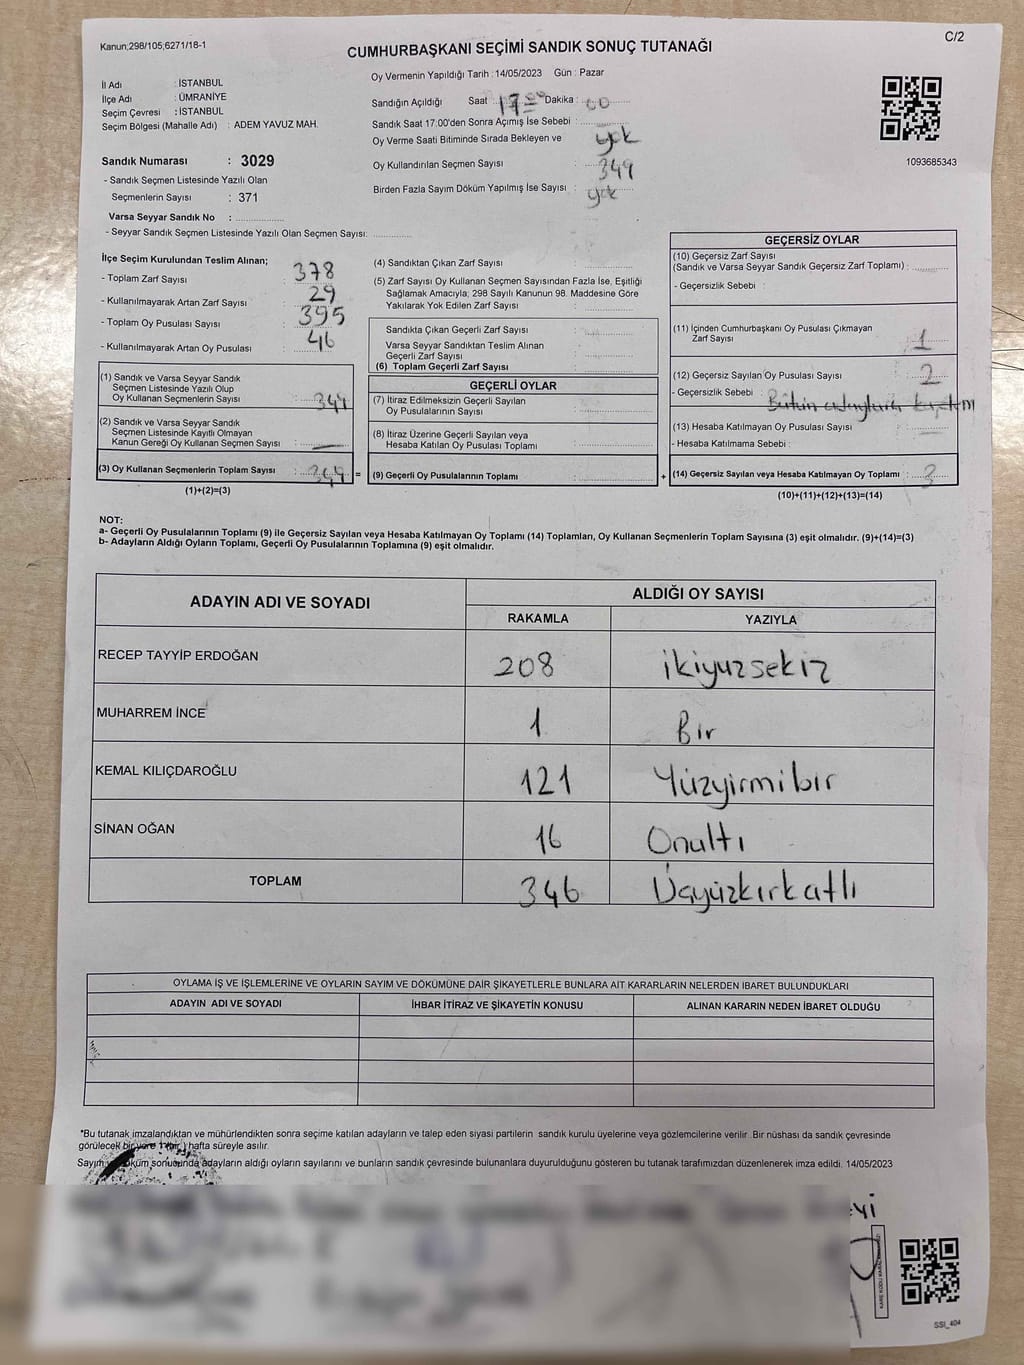 Kanun;298/105;6271/18-1
C/2
CUMHURBAŞKANI SEÇİMİ SANDIK SONUÇ TUTANAĞI
İl Adı : İSTANBUL
İlçe Adı : ÜMRANİYE
Seçim Çevresi : İSTANBUL
Seçim Bölgesi (Mahalle Adı) : ADEM YAVUZ MAH.
Sandık Numarası : 3029
- Sandık Seçmen Listesinde Yazılı Olan
Seçmenlerin Sayısı : 371
Varsa Seyyar Sandık No :
- Seyyar Sandık Seçmen Listesinde Yazılı Olan Seçmen Sayısı:
Oy Vermenin Yapıldığı Tarih : 14/05/2023 Gün : Pazar
Sandığın Açıldığı Saat : 17 00 Dakika : 00
Sandık Saat 17:00'den Sonra Açımış İse Sebebi :
Oy Verme Saati Bitiminde Sırada Bekleyen ve : yok
Oy Kullandırılan Seçmen Sayısı : 349
Birden Fazla Sayım Döküm Yapılmış İse Sayısı : yok
1093685343
İlçe Seçim Kurulundan Teslim Alınan;
- Toplam Zarf Sayısı : 378
- Kullanılmayarak Artan Zarf Sayısı : 29
- Toplam Oy Pusulası Sayısı : 395
- Kullanılmayarak Artan Oy Pusulası : 46
(1) Sandık ve Varsa Seyyar Sandık
Seçmen Listesinde Yazılı Olup
Oy Kullanan Seçmenlerin Sayısı : 349
(2) Sandık ve Varsa Seyyar Sandık
Seçmen Listesinde Kayıtlı Olmayan
Kanun Gereği Oy Kullanan Seçmen Sayısı : —
(3) Oy Kullanan Seçmenlerin Toplam Sayısı : 349 =
(1)+(2)=(3)
(4) Sandıktan Çıkan Zarf Sayısı :
(5) Zarf Sayısı Oy Kullanan Seçmen Sayısından Fazla İse, Eşitliği
Sağlamak Amacıyla; 298 Sayılı Kanunun 98. Maddesine Göre
Yakılarak Yok Edilen Zarf Sayısı :
Sandıkta Çıkan Geçerli Zarf Sayısı :
Varsa Seyyar Sandıktan Teslim Alınan
Geçerli Zarf Sayısı :
(6) Toplam Geçerli Zarf Sayısı :
GEÇERLİ OYLAR
(7) İtiraz Edilmeksizin Geçerli Sayılan
Oy Pusulalarının Sayısı :
(8) İtiraz Üzerine Geçerli Sayılan veya
Hesaba Katılan Oy Pusulası Toplamı :
(9) Geçerli Oy Pusulalarının Toplamı : +
GEÇERSİZ OYLAR
(10) Geçersiz Zarf Sayısı
(Sandık ve Varsa Seyyar Sandık Geçersiz Zarf Toplamı) :
- Geçersizlik Sebebi :
(11) İçinden Cumhurbaşkanı Oy Pusulası Çıkmayan
Zarf Sayısı : 1
(12) Geçersiz Sayılan Oy Pusulası Sayısı : 2
- Geçersizlik Sebebi : Bütün adaylara
(13) Hesaba Katılmayan Oy Pusulası Sayısı :
- Hesaba Katılmama Sebebi :
(14) Geçersiz Sayılan veya Hesaba Katılmayan Oy Toplamı : 3
(10)+(11)+(12)+(13)=(14)
NOT:
a- Geçerli Oy Pusulalarının Toplamı (9) ile Geçersiz Sayılan veya Hesaba Katılmayan Oy Toplamı (14) Toplamları, Oy Kullanan Seçmenlerin Toplam Sayısına (3) eşit olmalıdır. (9)+(14)=(3)
b- Adayların Aldığı Oyların Toplamı, Geçerli Oy Pusulalarının Toplamına (9) eşit olmalıdır.
ADAYIN ADI VE SOYADI ALDIĞI OY SAYISI
RAKAMLA YAZIYLA
RECEP TAYYİP ERDOĞAN 208 ikiyüzsekiz
MUHARREM İNCE 1 Bir
KEMAL KILIÇDAROĞLU 121 Yüzyirmibir
SİNAN OĞAN 16 Onaltı
TOPLAM 346 Üçyüzkırkatlı
OYLAMA İŞ VE İŞLEMLERİNE VE OYLARIN SAYIM VE DÖKÜMÜNE DAİR ŞİKAYETLERLE BUNLARA AİT KARARLARIN NELERDEN İBARET BULUNDUKLARI
ADAYIN ADI VE SOYADI İHBAR İTİRAZ VE ŞİKAYETİN KONUSU ALINAN KARARIN NEDEN İBARET OLDUĞU
*Bu tutanak imzalandıktan ve mühürlendikten sonra seçime katılan adayların ve talep eden siyasi partilerin sandık kurulu üyelerine veya gözlemcilerine verilir. Bir nüshası da sandık çevresinde
görülecek bir yere 1 (bir) hafta süreyle asılır.
Sayım ve döküm sonucunda adayların aldığı oyların sayılarını ve bunların sandık çevresinde bulunanlara duyurulduğunu gösteren bu tutanak tarafımızdan düzenlenerek imza edildi. 14/05/2023
SSI_404